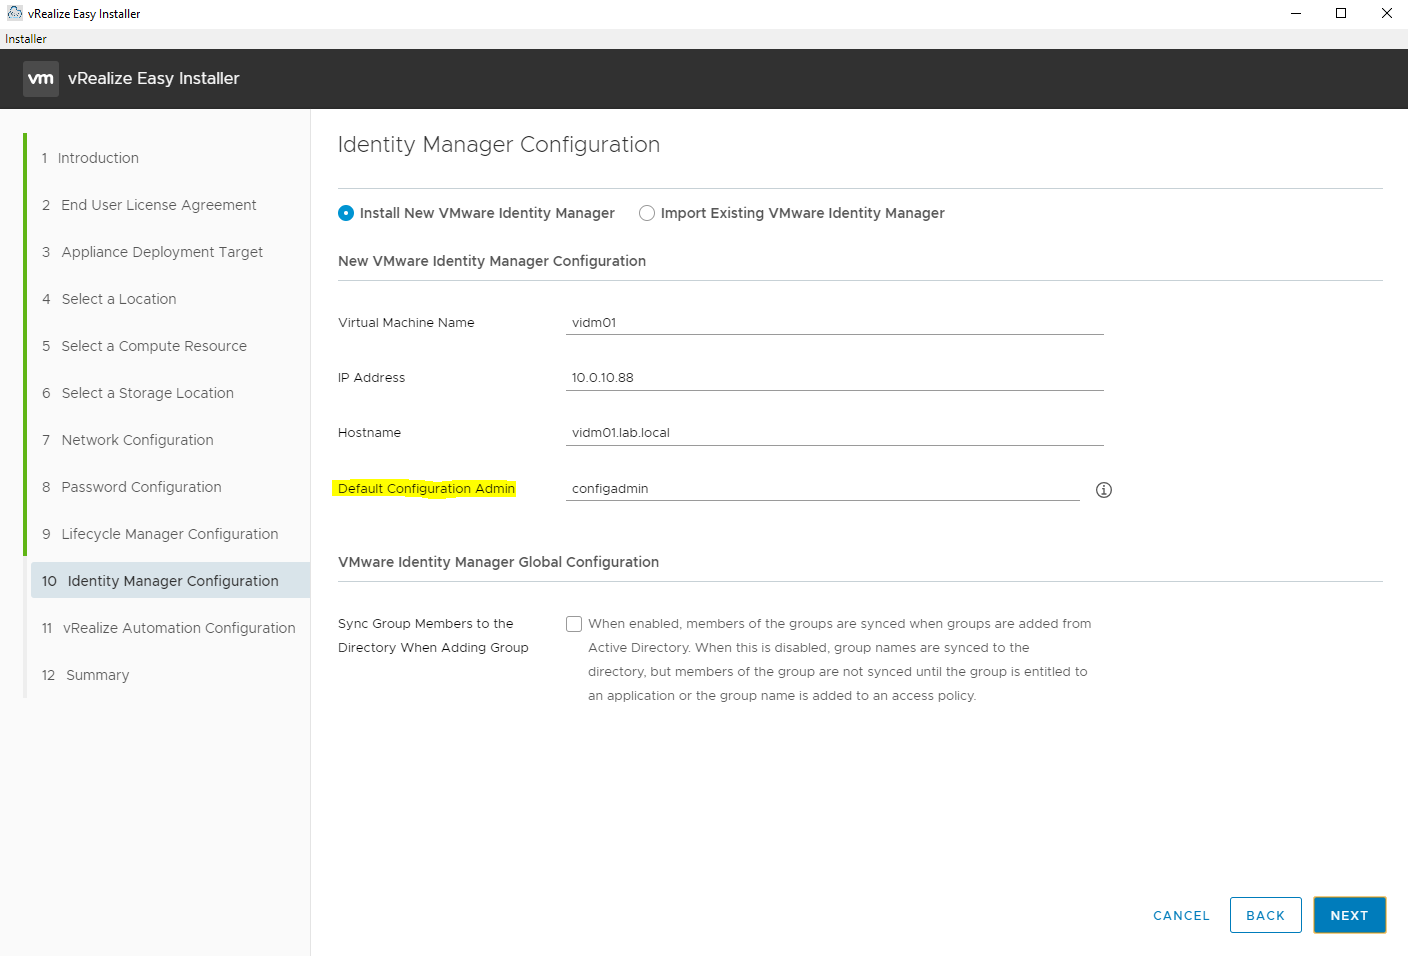 vRealize Easy Installer
Installer
vm vRealize Easy Installer
1 Introduction
2 End User License Agreement
3 Appliance Deployment Target
4 Select a Location
5 Select a Compute Resource
6 Select a Storage Location
7 Network Configuration
8 Password Configuration
9 Lifecycle Manager Configuration
10 Identity Manager Configuration
11 vRealize Automation Configuration
12 Summary
Identity Manager Configuration
Install New VMware Identity Manager Import Existing VMware Identity Manager
New VMware Identity Manager Configuration
Virtual Machine Name vidm01
IP Address 10.0.10.88
Hostname vidm01.lab.local
Default Configuration Admin configadmin
VMware Identity Manager Global Configuration
Sync Group Members to the
Directory When Adding Group
When enabled, members of the groups are synced when groups are added from
Active Directory. When this is disabled, group names are synced to the
directory, but members of the group are not synced until the group is entitled to
an application or the group name is added to an access policy.
CANCEL BACK NEXT